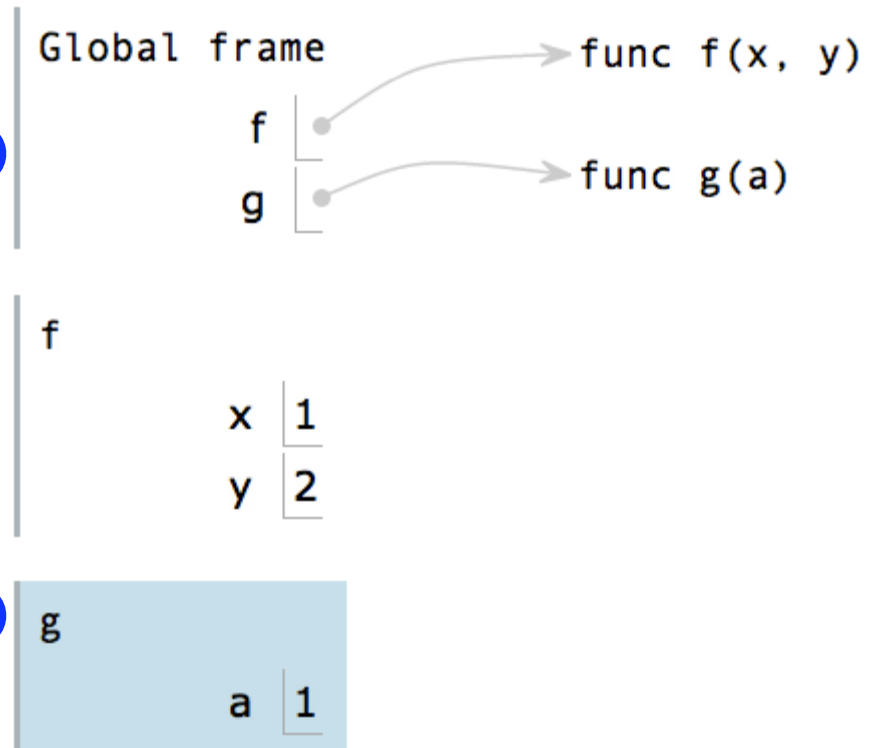 Global frame
func f(x, y)
f
g
func g(a)
f
x 1
y 2
g
a 1